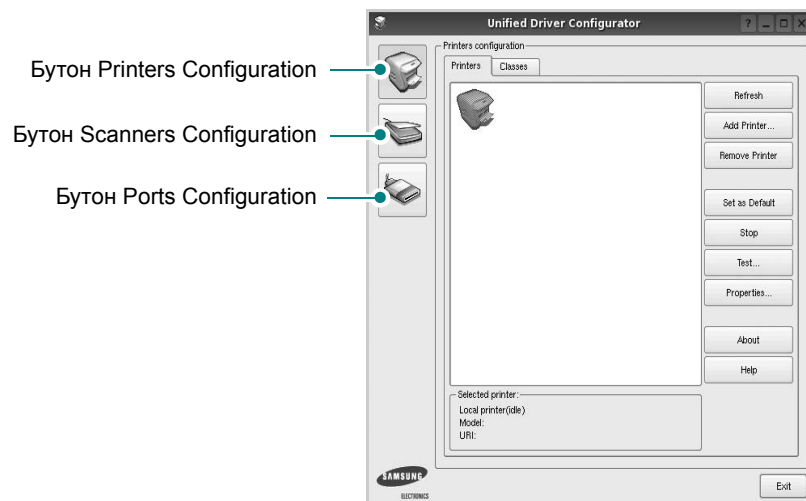 Unified Driver Configurator
Бутон Printers Configuration
Бутон Scanners Configuration
Бутон Ports Configuration
Printers configuration
Printers
Classes
Refresh
Add Printer...
Remove Printer
Set as Default
Stop
Test...
Properties...
About
Help
Selected printer:
Local printer(idle)
Model:
URI:
SAMSUNG
ELECTRONICS
Exit